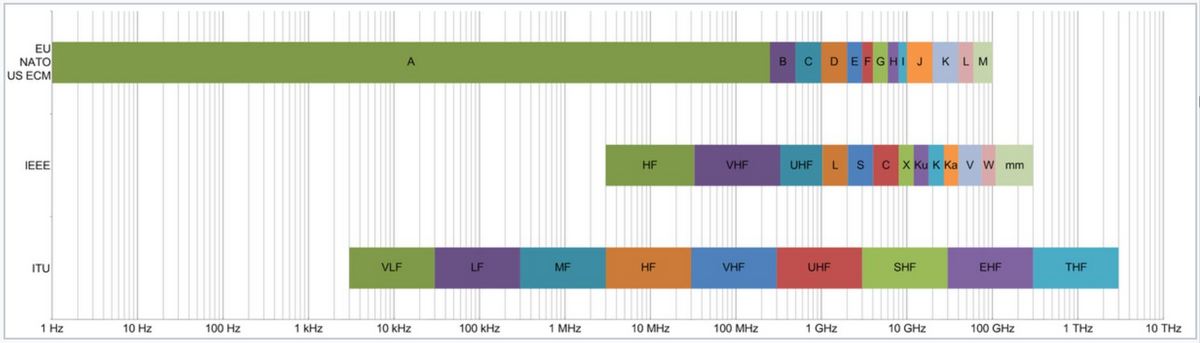 EU
NATO
US ECM
A B C D E F G H I J K L M
IEEE
HF VHF UHF L S C X Ku K Ka V W mm
ITU
VLF LF MF HF VHF UHF SHF EHF THF
1 Hz 10 Hz 100 Hz 1 kHz 10 kHz 100 kHz 1 MHz 10 MHz 100 MHz 1 GHz 10 GHz 100 GHz 1 THz 10 THz